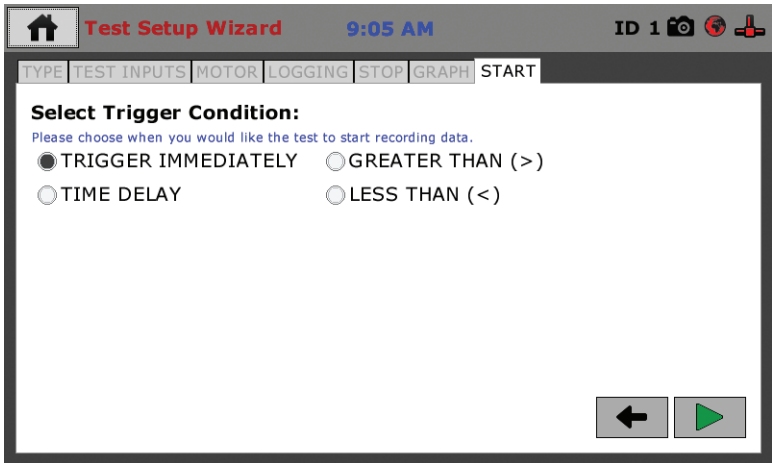 Test Setup Wizard 9:05 AM ID 1
TYPE TEST INPUTS MOTOR LOGGING STOP GRAPH START
Select Trigger Condition:
Please choose when you would like the test to start recording data.
TRIGGER IMMEDIATELY GREATER THAN (>)
TIME DELAY LESS THAN (<)